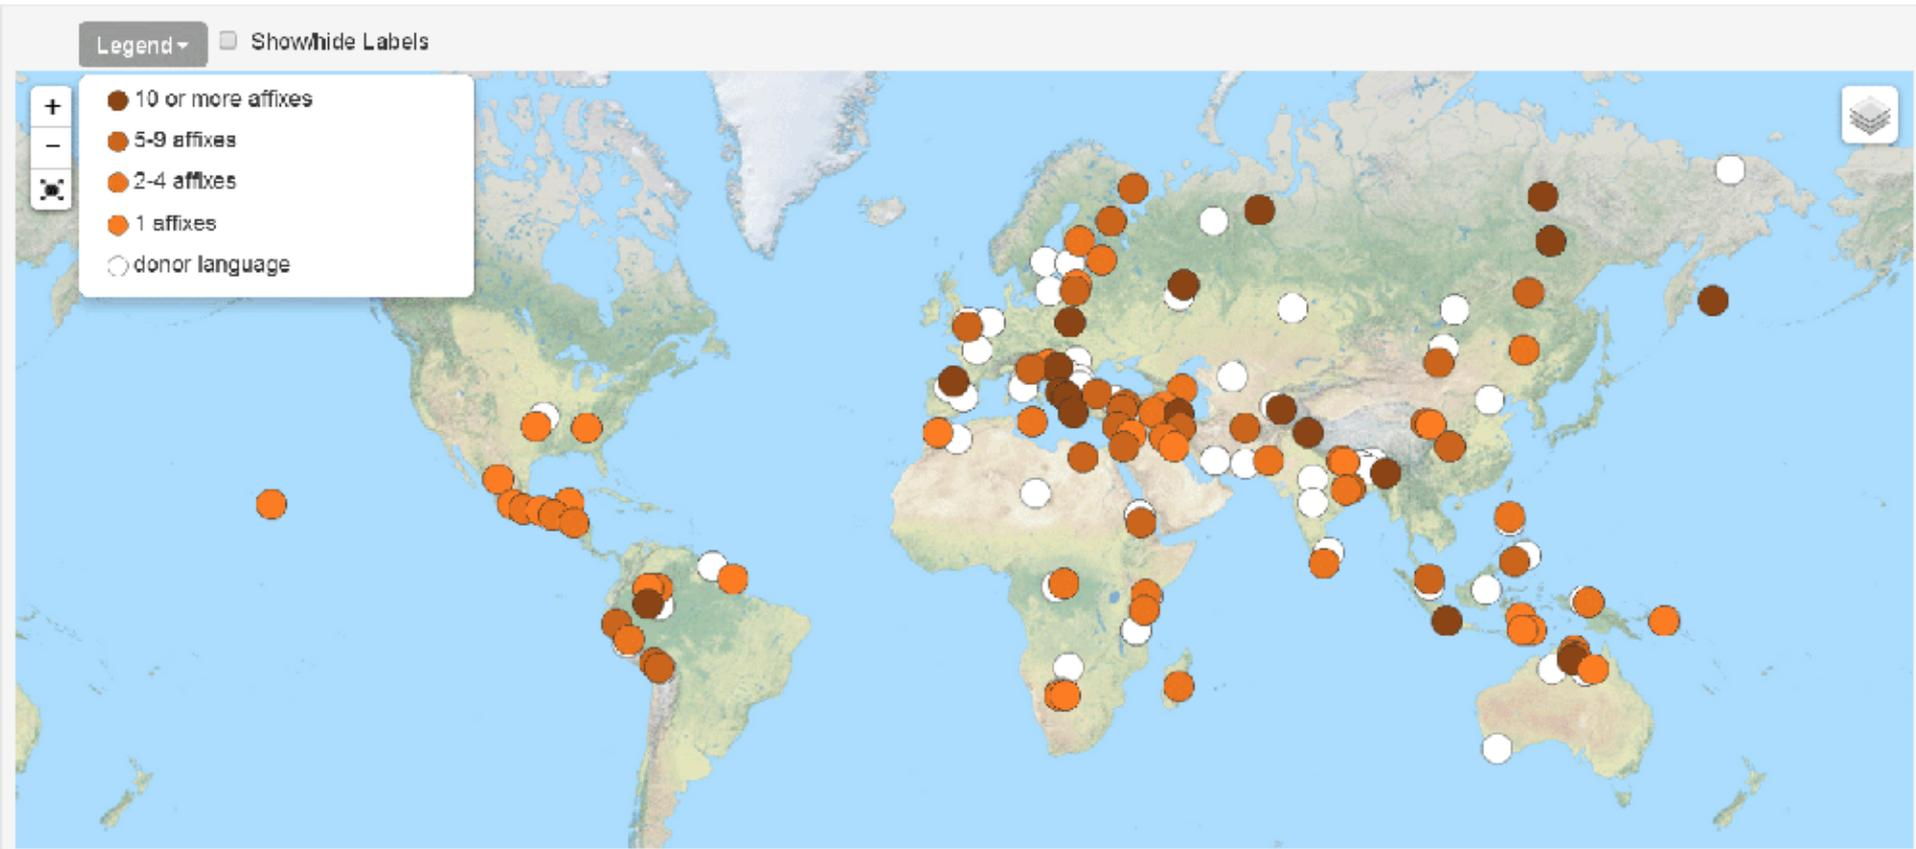 Legend
Show/hide Labels
+
10 or more affixes
−
5-9 affixes
2-4 affixes
1 affixes
donor language